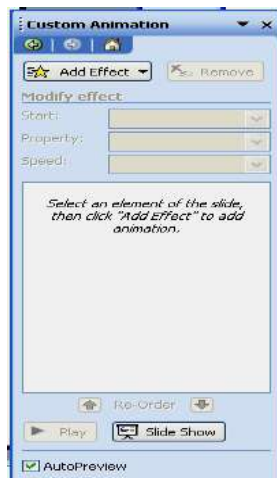 Custom Animation
Add Effect Remove
Modify effect
Start:
Property:
Speed:
Select an element of the slide,
then click "Add Effect" to add
animation.
Re-Order
Play Slide Show
AutoPreview